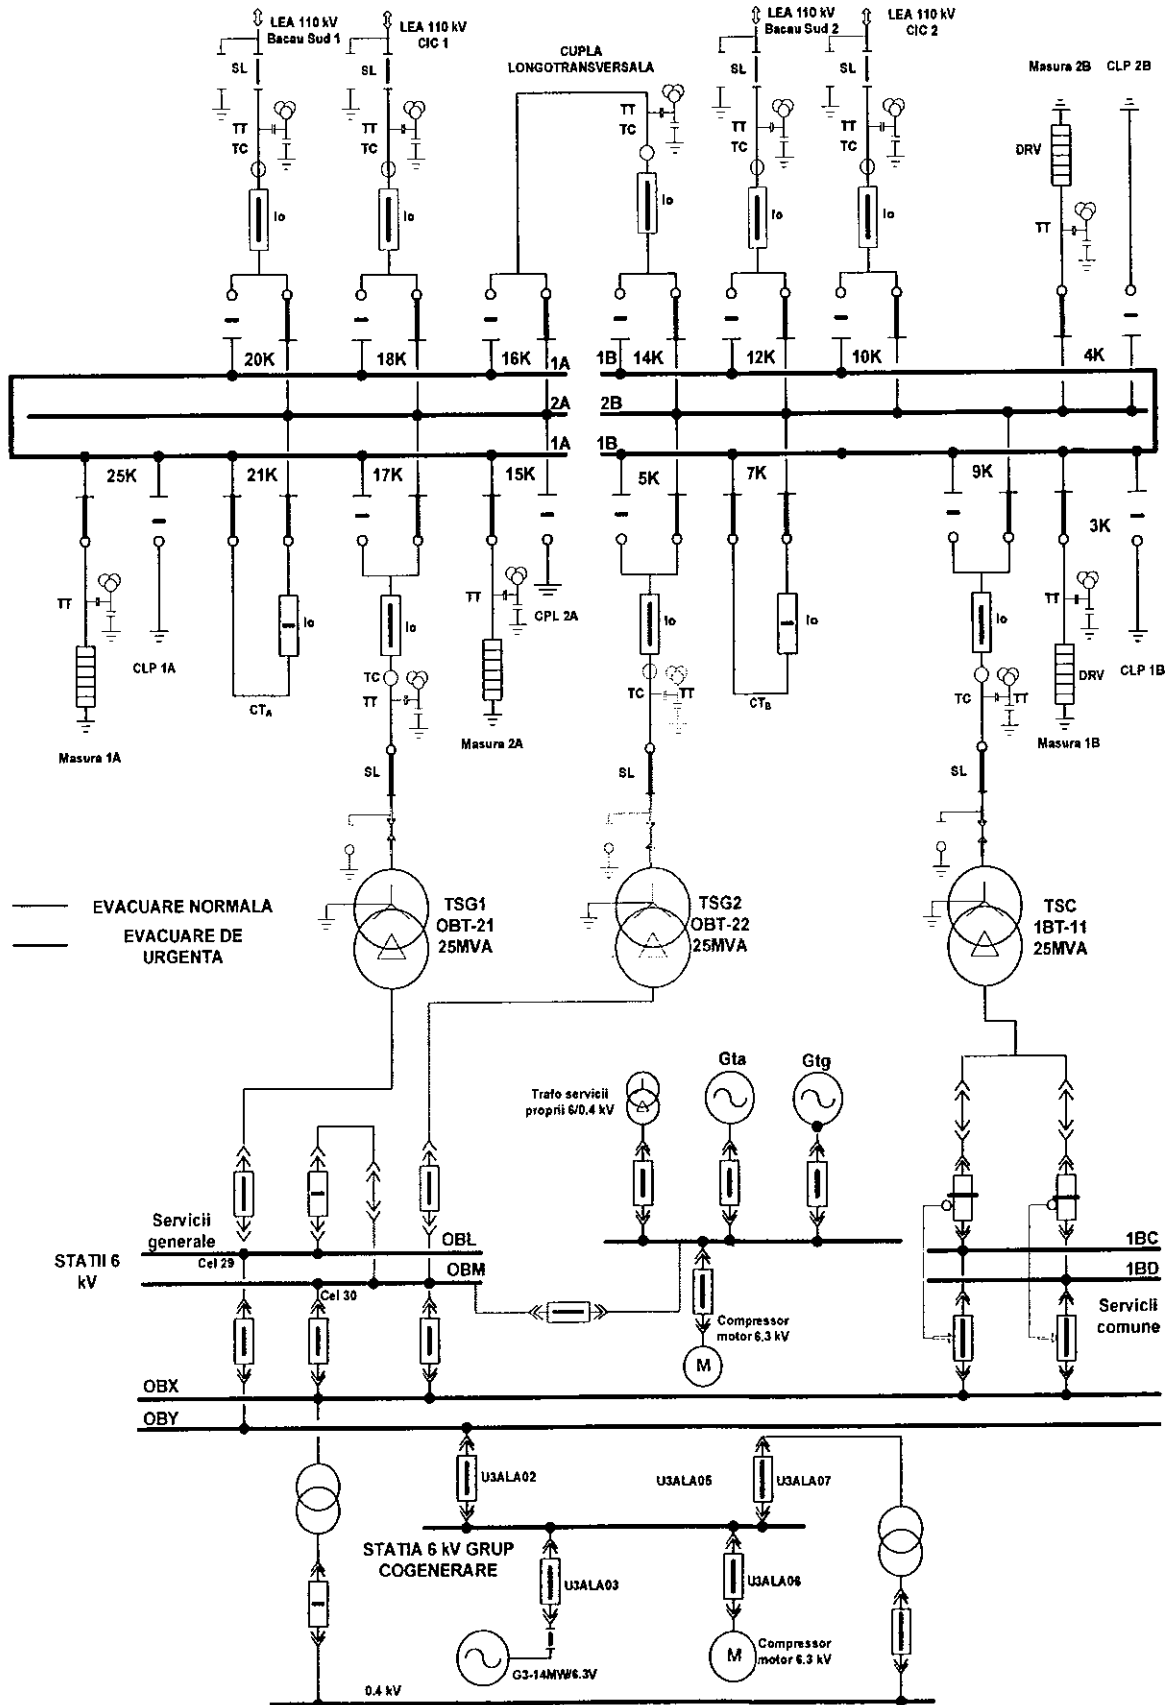 LEA 110 kV
Bacau Sud 1
LEA 110 kV
CIC 1
CUPLA
LONGOTRANSVERSALA
LEA 110 kV
Bacau Sud 2
LEA 110 kV
CIC 2
Masura 2B
CLP 2B
SL
SL
SL
SL
TT
TC
TT
TC
TT
TC
TT
TC
TT
TC
DRV
TT
Io
Io
Io
Io
Io
20K
18K
16K
1A
1B
14K
12K
10K
4K
2A
2B
1A
1B
25K
21K
17K
15K
5K
7K
9K
3K
TT
CLP 1A
Io
CTA
Io
TT
CPL 2A
Io
Io
CTB
Io
TT
CLP 1B
DRV
TC
TT
TC
TT
TC
TT
Masura 1A
Masura 2A
Masura 1B
SL
SL
SL
EVACUARE NORMALA
EVACUARE DE
URGENTA
TSG1
OBT-21
25MVA
TSG2
OBT-22
25MVA
TSC
1BT-11
25MVA
Trafo servicii
proprii 6/0.4 kV
Gta
Gtg
Servicii
generale
Cel 29
OBL
STATII 6
kV
OBM
Cel 30
1BC
1BD
Servicii
comune
Compressor
motor 6,3 kV
M
OBX
OBY
U3ALA02
U3ALA05
U3ALA07
STATIA 6 kV GRUP
COGENERARE
U3ALA03
U3ALA06
G3-14MW/6.3V
M
Compressor
motor 6.3 kV
0.4 kV